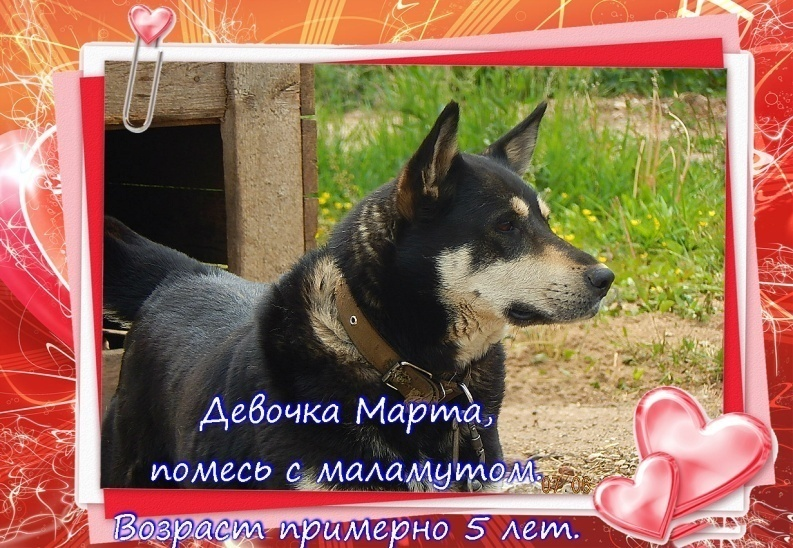 Девочка Марта,
помесь с маламутом.
Возраст примерно 5 лет.